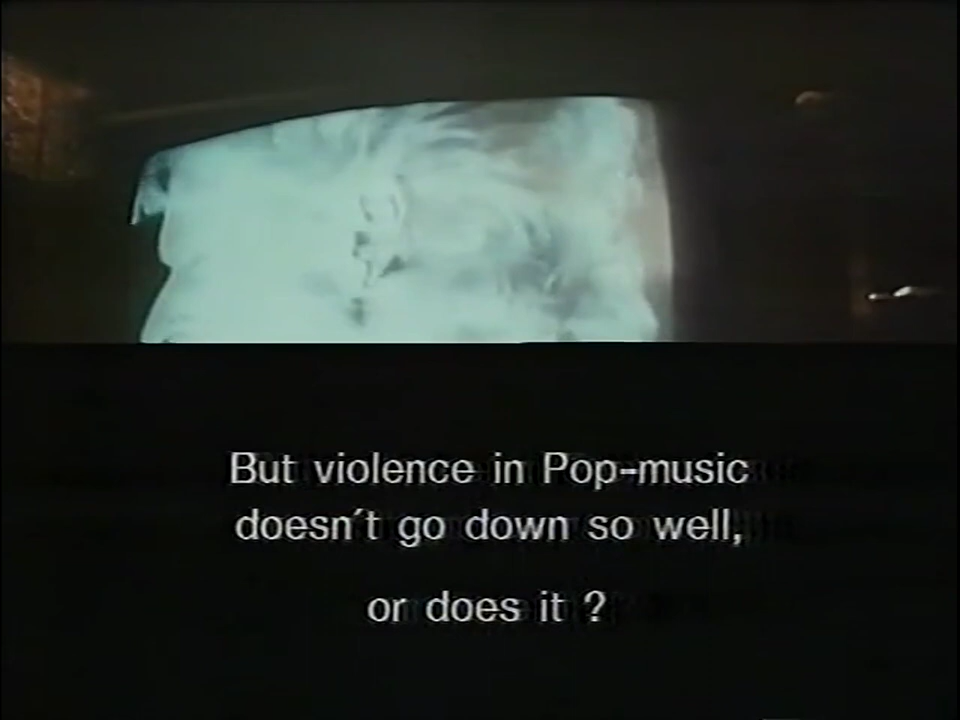 But violence in Pop-music
doesn't go down so well,
or does it ?